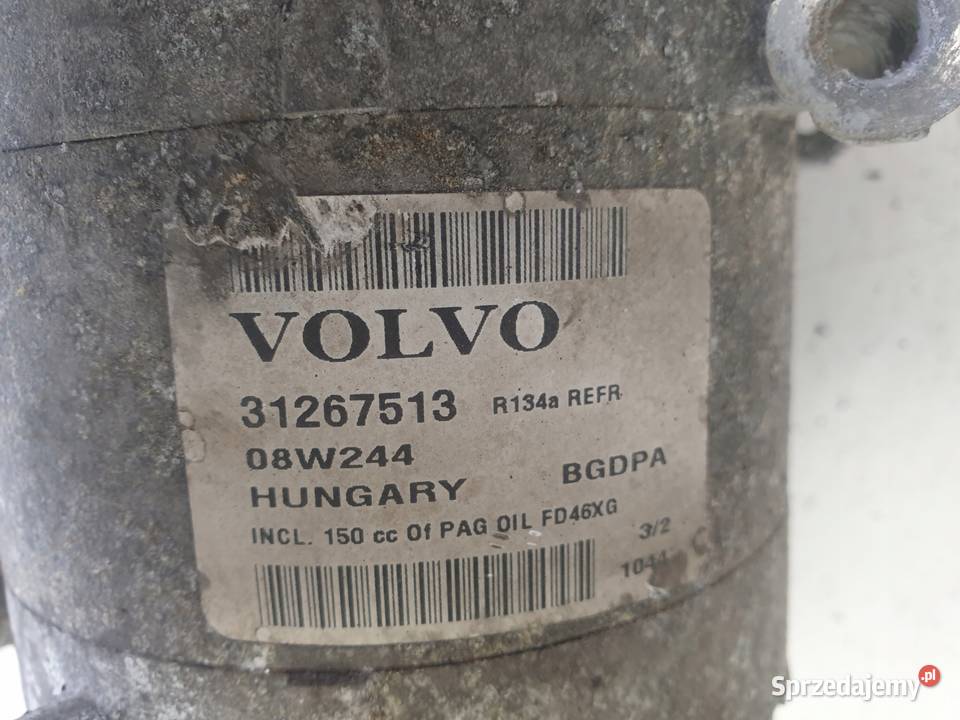 VOLVO
31267513 R134a REFR
08W244
HUNGARY BGDPA
INCL. 150 cc Of PAG OIL FD46XG
3/2
Sprzedajemy.pl